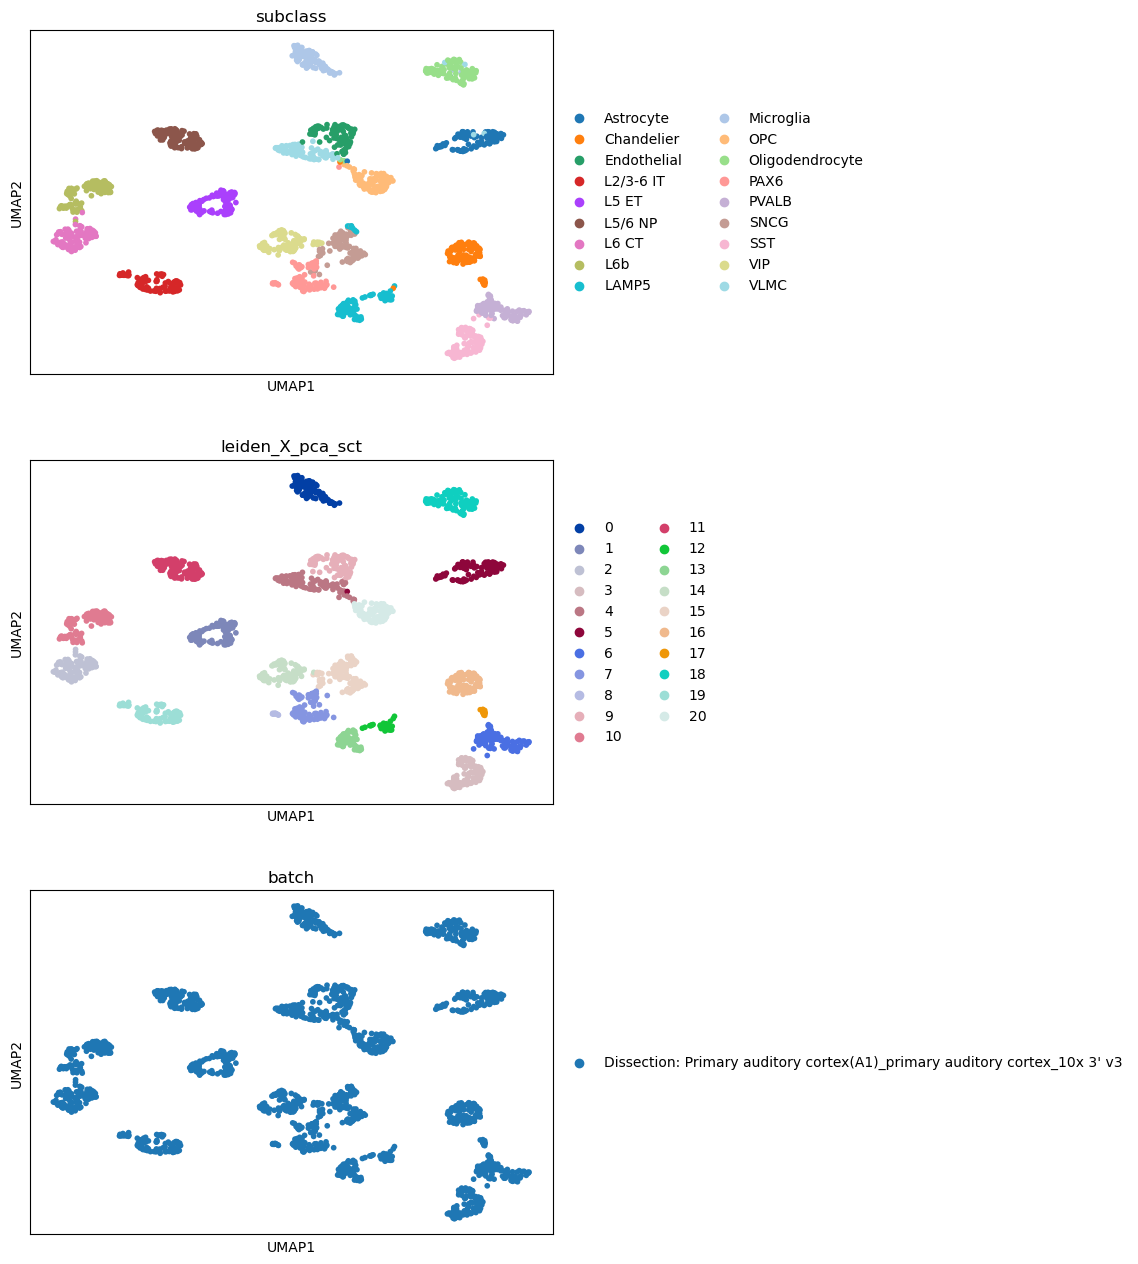 subclass
UMAP2
UMAP1
Astrocyte
Chandelier
Endothelial
L2/3-6 IT
L5 ET
L5/6 NP
L6 CT
L6b
LAMP5
Microglia
OPC
Oligodendrocyte
PAX6
PVALB
SNCG
SST
VIP
VLMC
leiden_X_pca_sct
UMAP2
UMAP1
0
1
2
3
4
5
6
7
8
9
10
11
12
13
14
15
16
17
18
19
20
batch
UMAP2
UMAP1
Dissection: Primary auditory cortex(A1)_primary auditory cortex_10x 3' v3